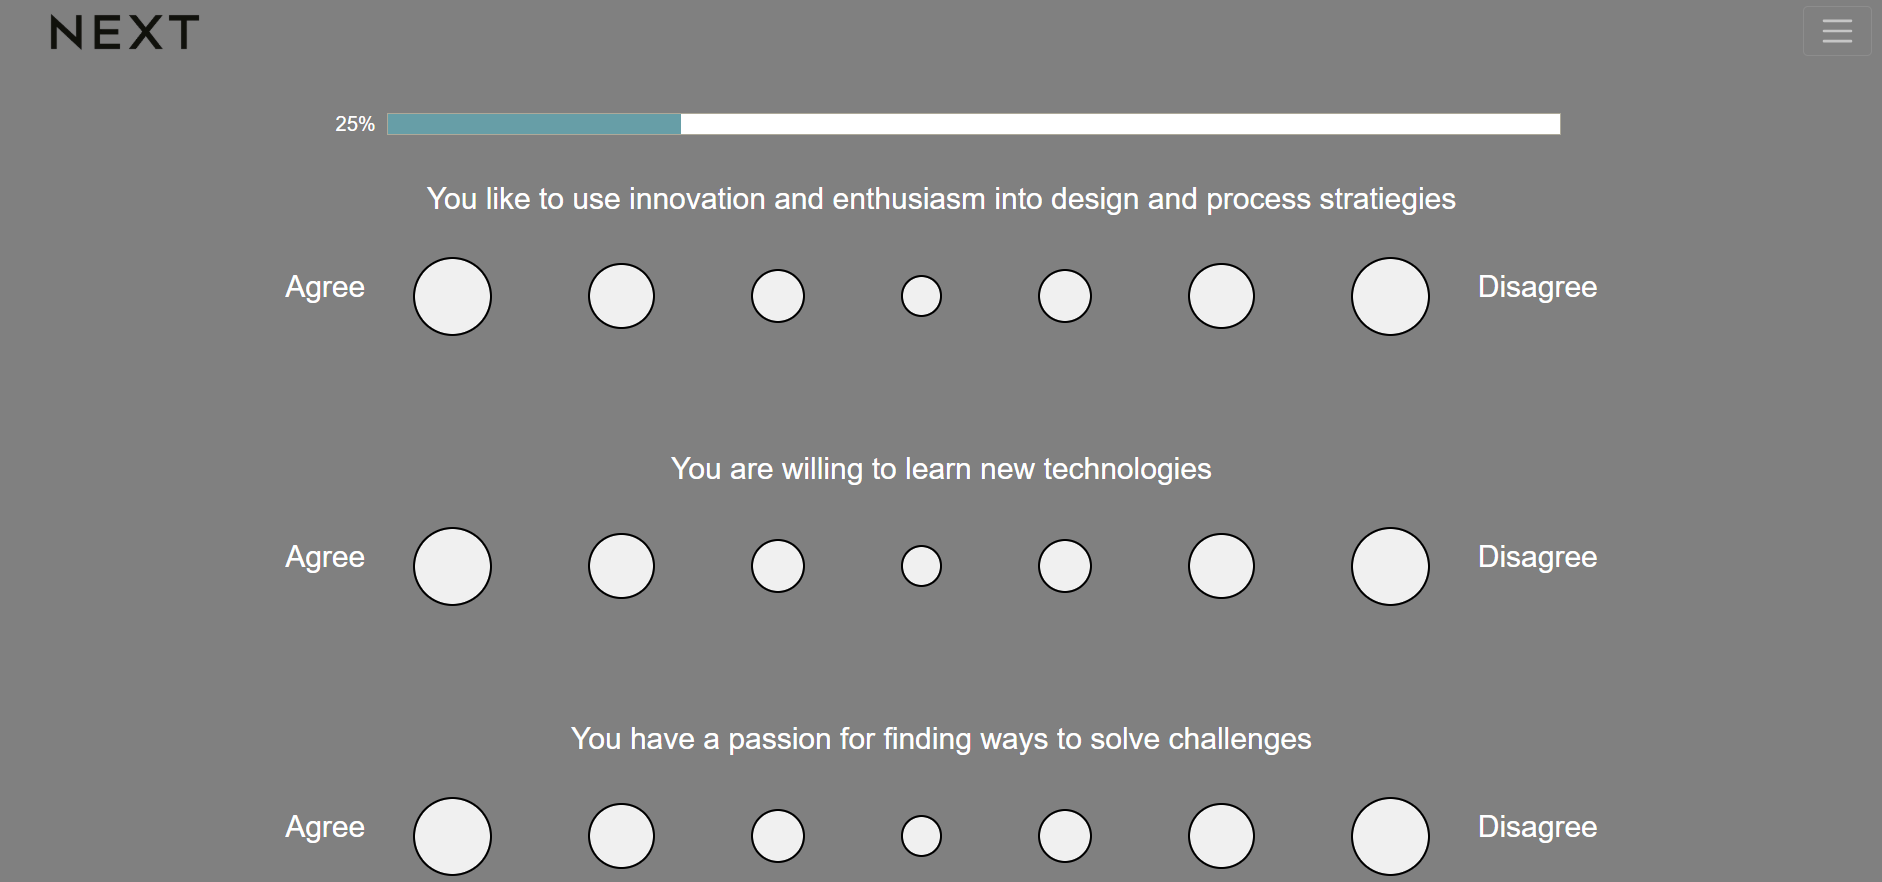 NEXT
25%
You like to use innovation and enthusiasm into design and process stratiegies
Agree
Disagree
You are willing to learn new technologies
Agree
Disagree
You have a passion for finding ways to solve challenges
Agree
Disagree